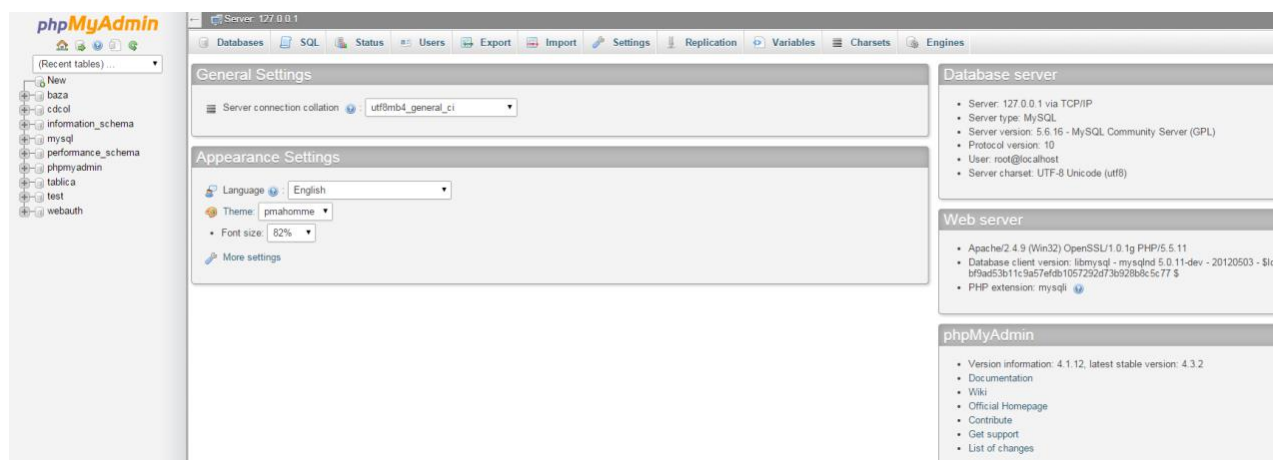 phpMyAdmin
(Recent tables) ...
New
baza
cdcol
information_schema
mysql
performance_schema
phpmyadmin
tablica
test
webauth
Server: 127.0.0.1
Databases SQL Status Users Export Import Settings Replication Variables Charsets Engines
General Settings
Server connection collation : utf8mb4_general_ci
Appearance Settings
Language : English
Theme: pmahomme
• Font size: 82%
More settings
Database server
• Server: 127.0.0.1 via TCP/IP
• Server type: MySQL
• Server version: 5.6.16 - MySQL Community Server (GPL)
• Protocol version: 10
• User: root@localhost
• Server charset: UTF-8 Unicode (utf8)
Web server
• Apache/2.4.9 (Win32) OpenSSL/1.0.1g PHP/5.5.11
• Database client version: libmysql - mysqlnd 5.0.11-dev - 20120503 -
bf9ad53b11c9a57efdb1057292d73b928b8c5c77 $
• PHP extension: mysqli
phpMyAdmin
• Version information: 4.1.12, latest stable version: 4.3.2
• Documentation
• Wiki
• Official Homepage
• Contribute
• Get support
• List of changes